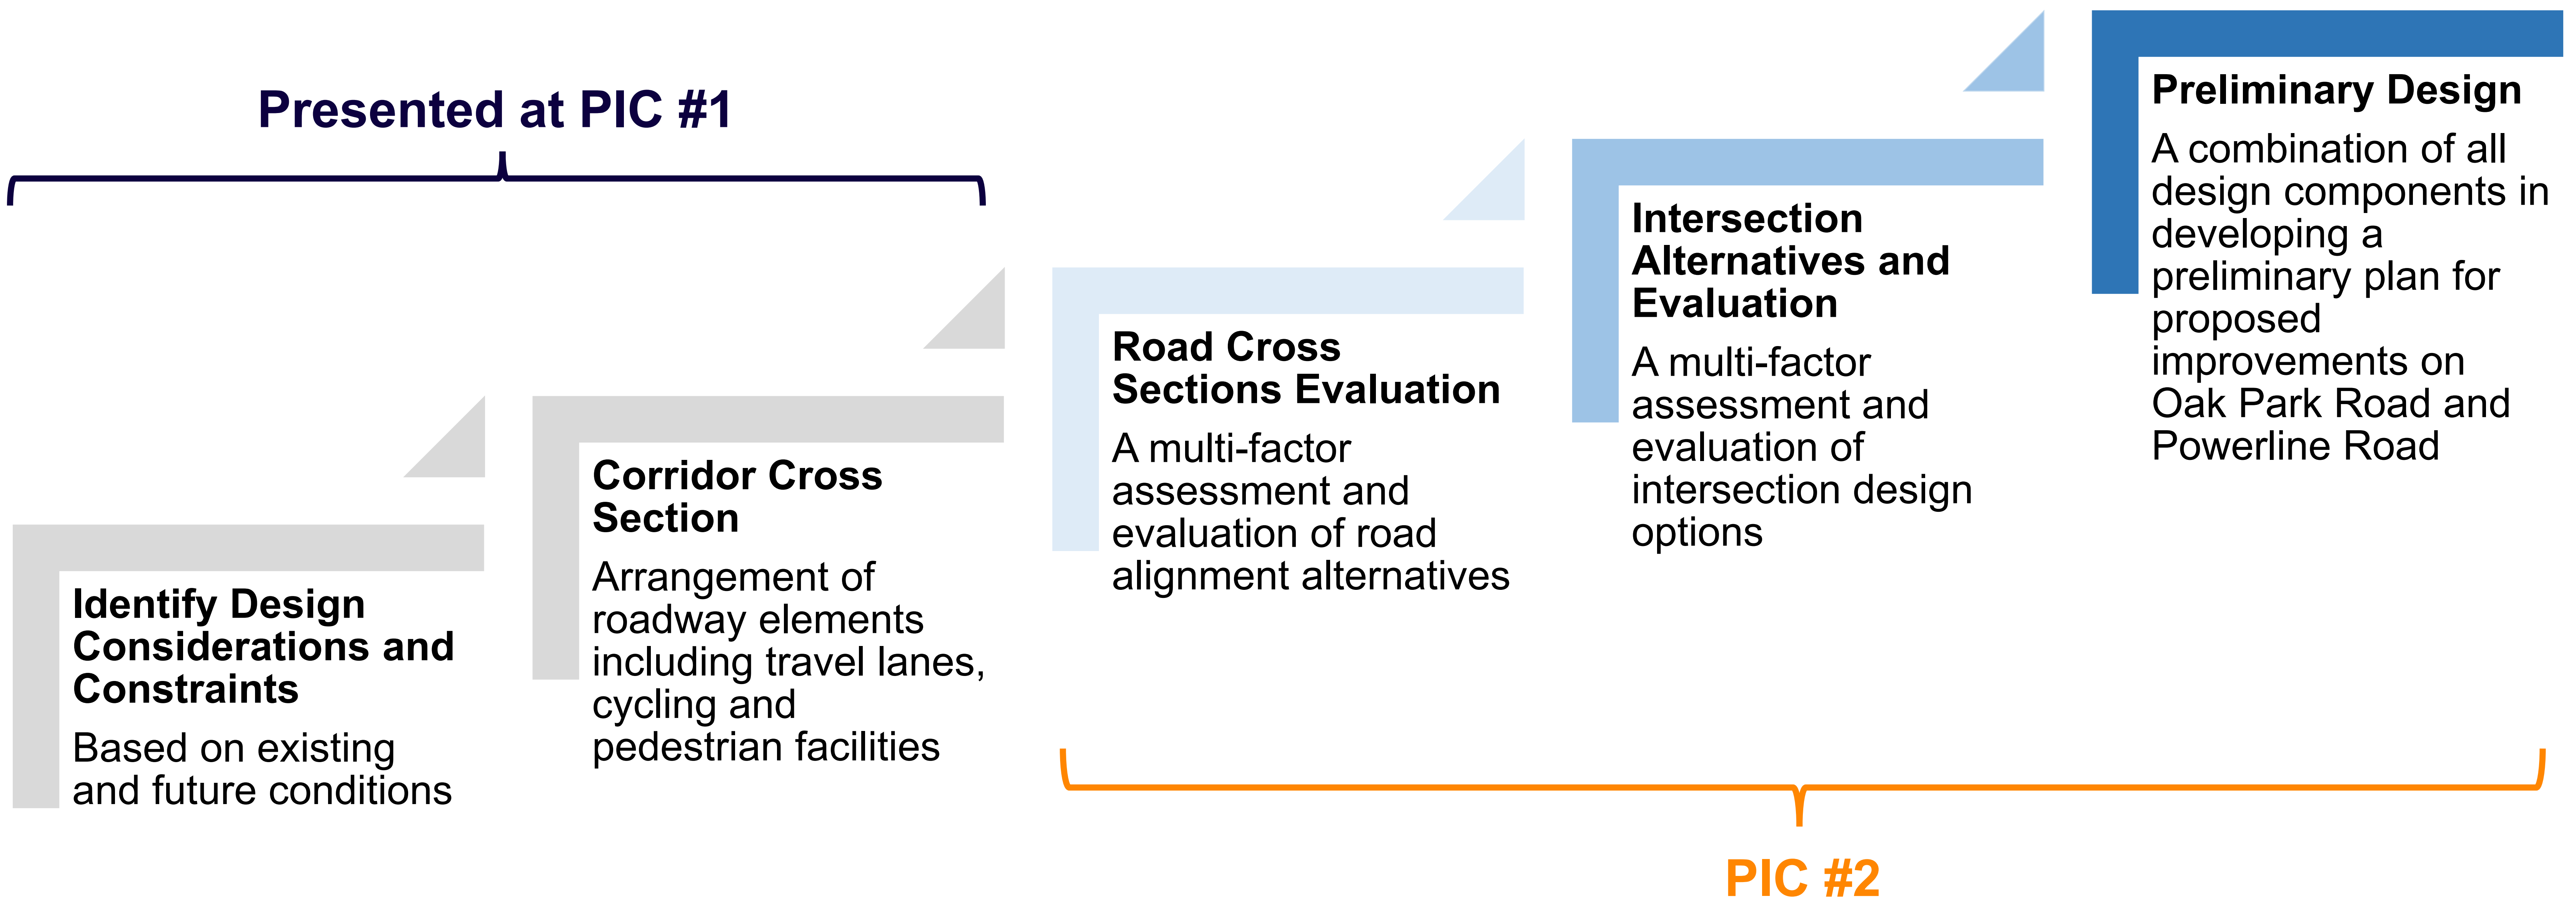 Presented at PIC #1
Identify Design
Considerations and
Constraints
Based on existing
and future conditions
Corridor Cross
Section
Arrangement of
roadway elements
including travel lanes,
cycling and
pedestrian facilities
Road Cross
Sections Evaluation
A multi-factor
assessment and
evaluation of road
alignment alternatives
Intersection
Alternatives and
Evaluation
A multi-factor
assessment and
evaluation of
intersection design
options
Preliminary Design
A combination of all
design components in
developing a
preliminary plan for
proposed
improvements on
Oak Park Road and
Powerline Road
PIC #2